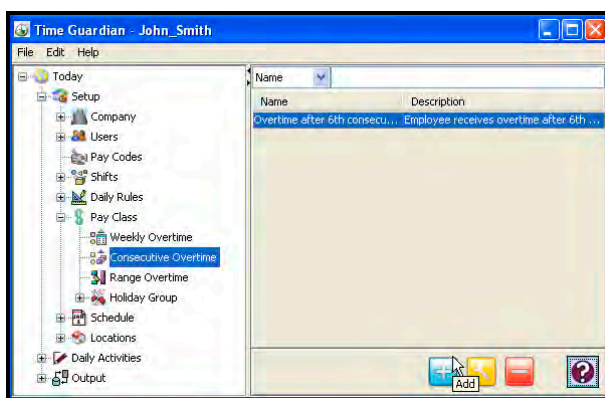 Time Guardian - John_Smith
File Edit Help
Today
Setup
Company
Users
Pay Codes
Shifts
Daily Rules
Pay Class
Weekly Overtime
Consecutive Overtime
Range Overtime
Holiday Group
Schedule
Locations
Daily Activities
Output
Name
Name Description
Overtime after 6th consecu... Employee receives overtime after 6th ...
Add